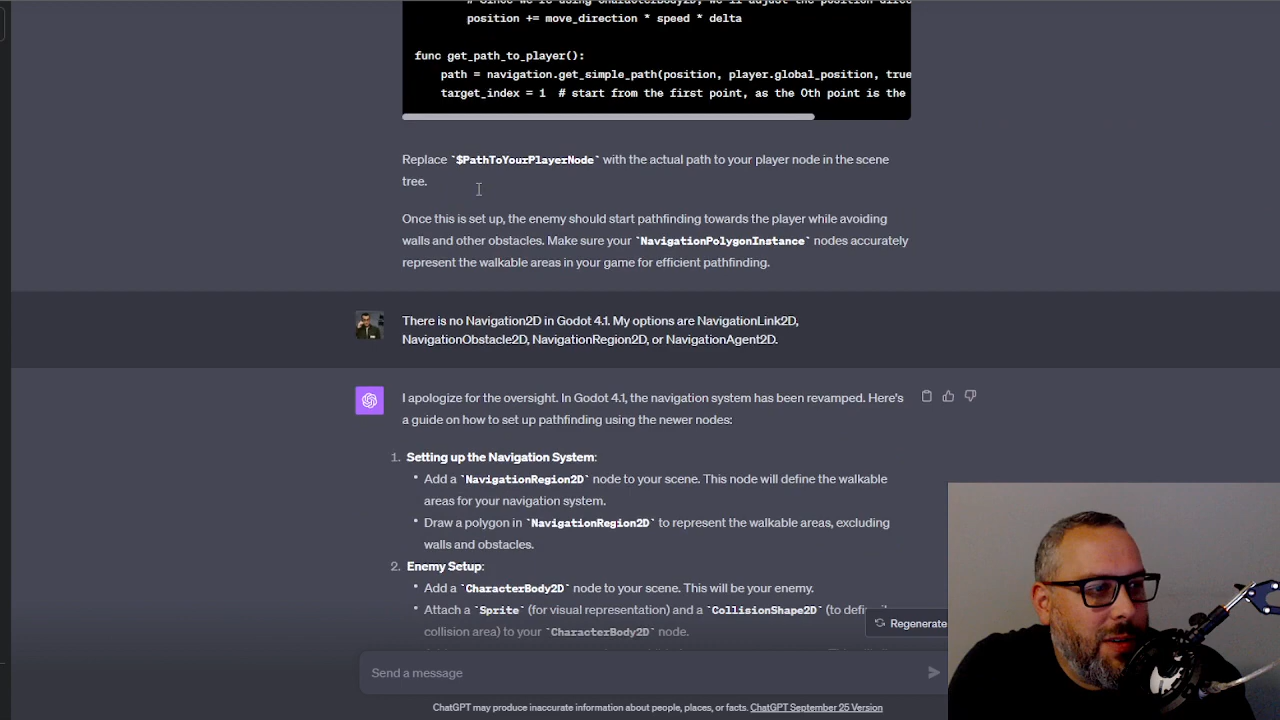 position += move_direction * speed * delta
func get_path_to_player():
path = navigation.get_simple_path(position, player.global_position, true
target_index = 1 # start from the first point, as the 0th point is the
Replace `$PathToYourPlayerNode` with the actual path to your player node in the scene
tree.
Once this is set up, the enemy should start pathfinding towards the player while avoiding
walls and other obstacles. Make sure your `NavigationPolygonInstance` nodes accurately
represent the walkable areas in your game for efficient pathfinding.
There is no Navigation2D in Godot 4.1. My options are NavigationLink2D,
NavigationObstacle2D, NavigationRegion2D, or NavigationAgent2D.
I apologize for the oversight. In Godot 4.1, the navigation system has been revamped. Here's
a guide on how to set up pathfinding using the newer nodes:
1. Setting up the Navigation System:
• Add a `NavigationRegion2D` node to your scene. This node will define the walkable
areas for your navigation system.
• Draw a polygon in `NavigationRegion2D` to represent the walkable areas, excluding
walls and obstacles.
2. Enemy Setup:
• Add a `CharacterBody2D` node to your scene. This will be your enemy.
• Attach a `Sprite` (for visual representation) and a `CollisionShape2D` (to
collision area) to your `CharacterBody2D` node.
Regenerate
Send a message
ChatGPT may produce inaccurate information about people, places, or facts. ChatGPT September 25 Version